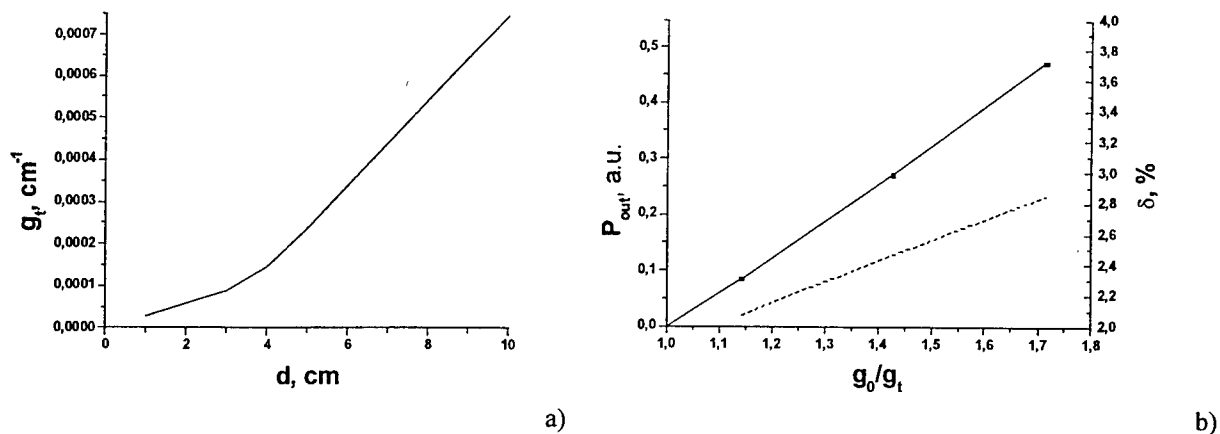 0,0007
0,0006
0,0005
0,0004
0,0003
0,0002
0,0001
0,0000
g_t, cm^-1
0 2 4 6 8 10
d, cm
a)
0,5
0,4
0,3
0,2
0,1
0,0
P_out, a.u.
4,0
3,8
3,6
3,4
3,2
3,0
2,8
2,6
2,4
2,2
2,0
δ, %
1,0 1,1 1,2 1,3 1,4 1,5 1,6 1,7 1,8
g_0/g_t
b)